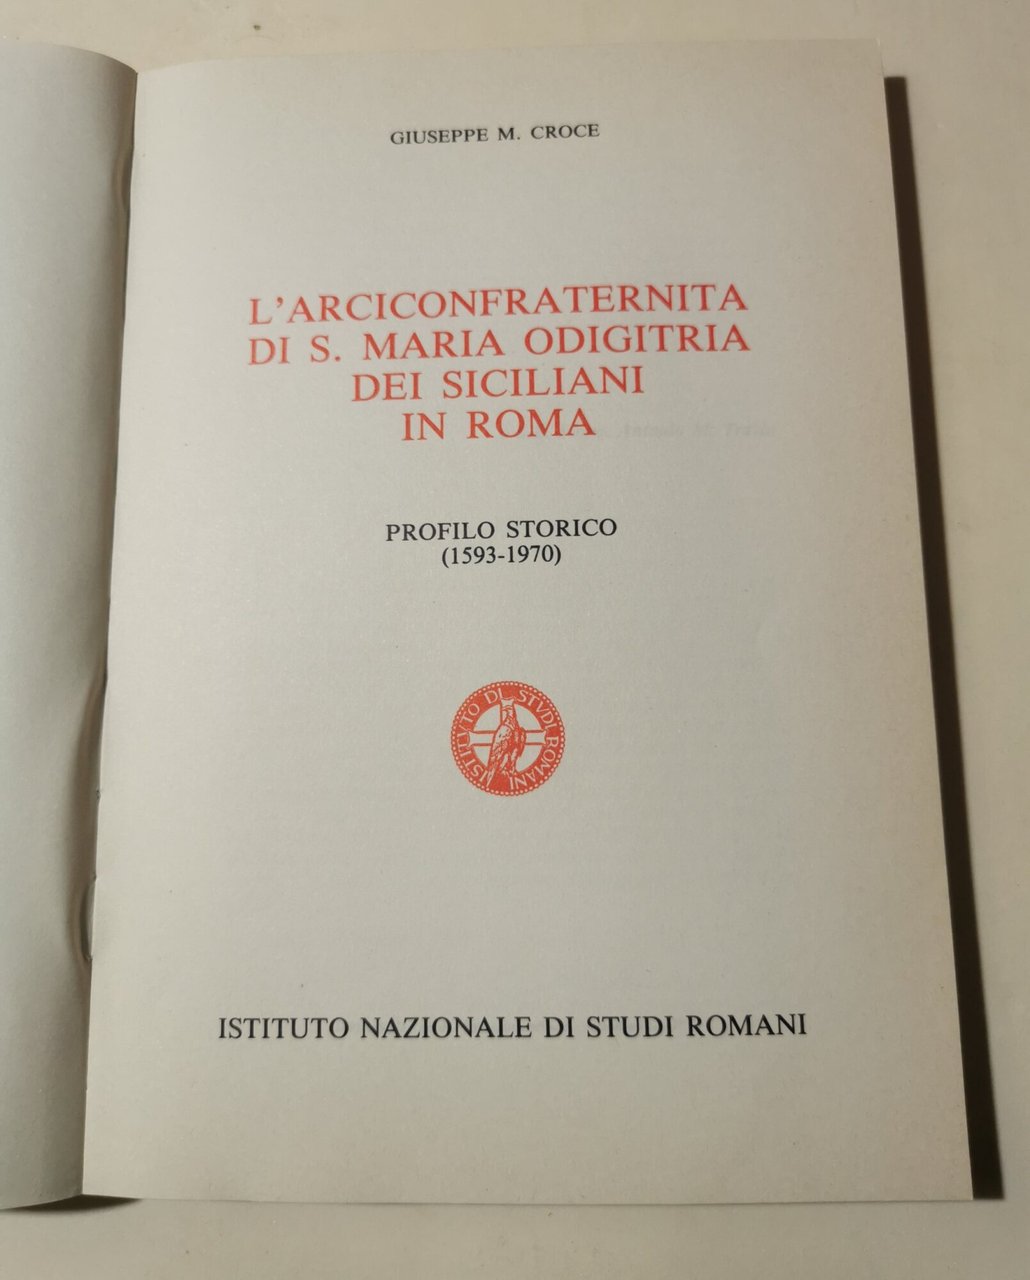 GIUSEPPE M. CROCE
L'ARCICONFRATERNITA
DI S. MARIA ODIGITRIA
DEI SICILIANI
IN ROMA
PROFILO STORICO
(1593-1970)
ISTITUTO DI STVDI ROMANI
ISTITUTO NAZIONALE DI STUDI ROMANI